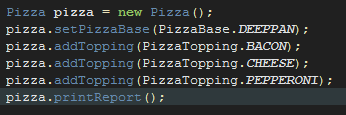 Pizza pizza = new Pizza();
pizza.setPizzaBase(PizzaBase.DEEPPAN);
pizza.addTopping(PizzaTopping.BACON);
pizza.addTopping(PizzaTopping.CHEESE);
pizza.addTopping(PizzaTopping.PEPPERONI);
pizza.printReport();